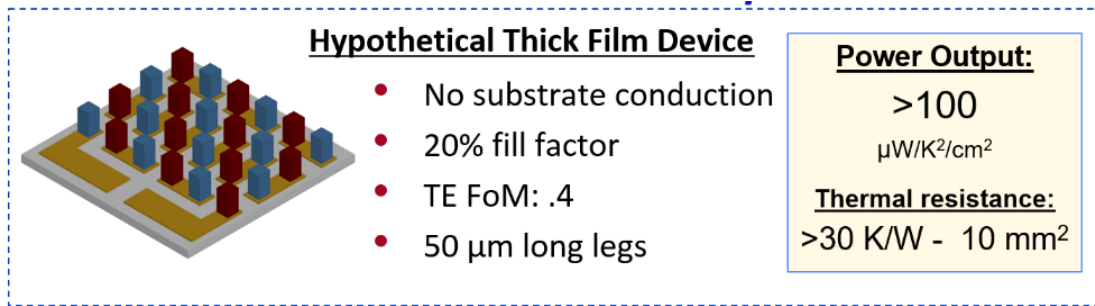 Hypothetical Thick Film Device
• No substrate conduction
• 20% fill factor
• TE FoM: .4
• 50 µm long legs
Power Output:
>100
µW/K²/cm²
Thermal resistance:
>30 K/W - 10 mm²